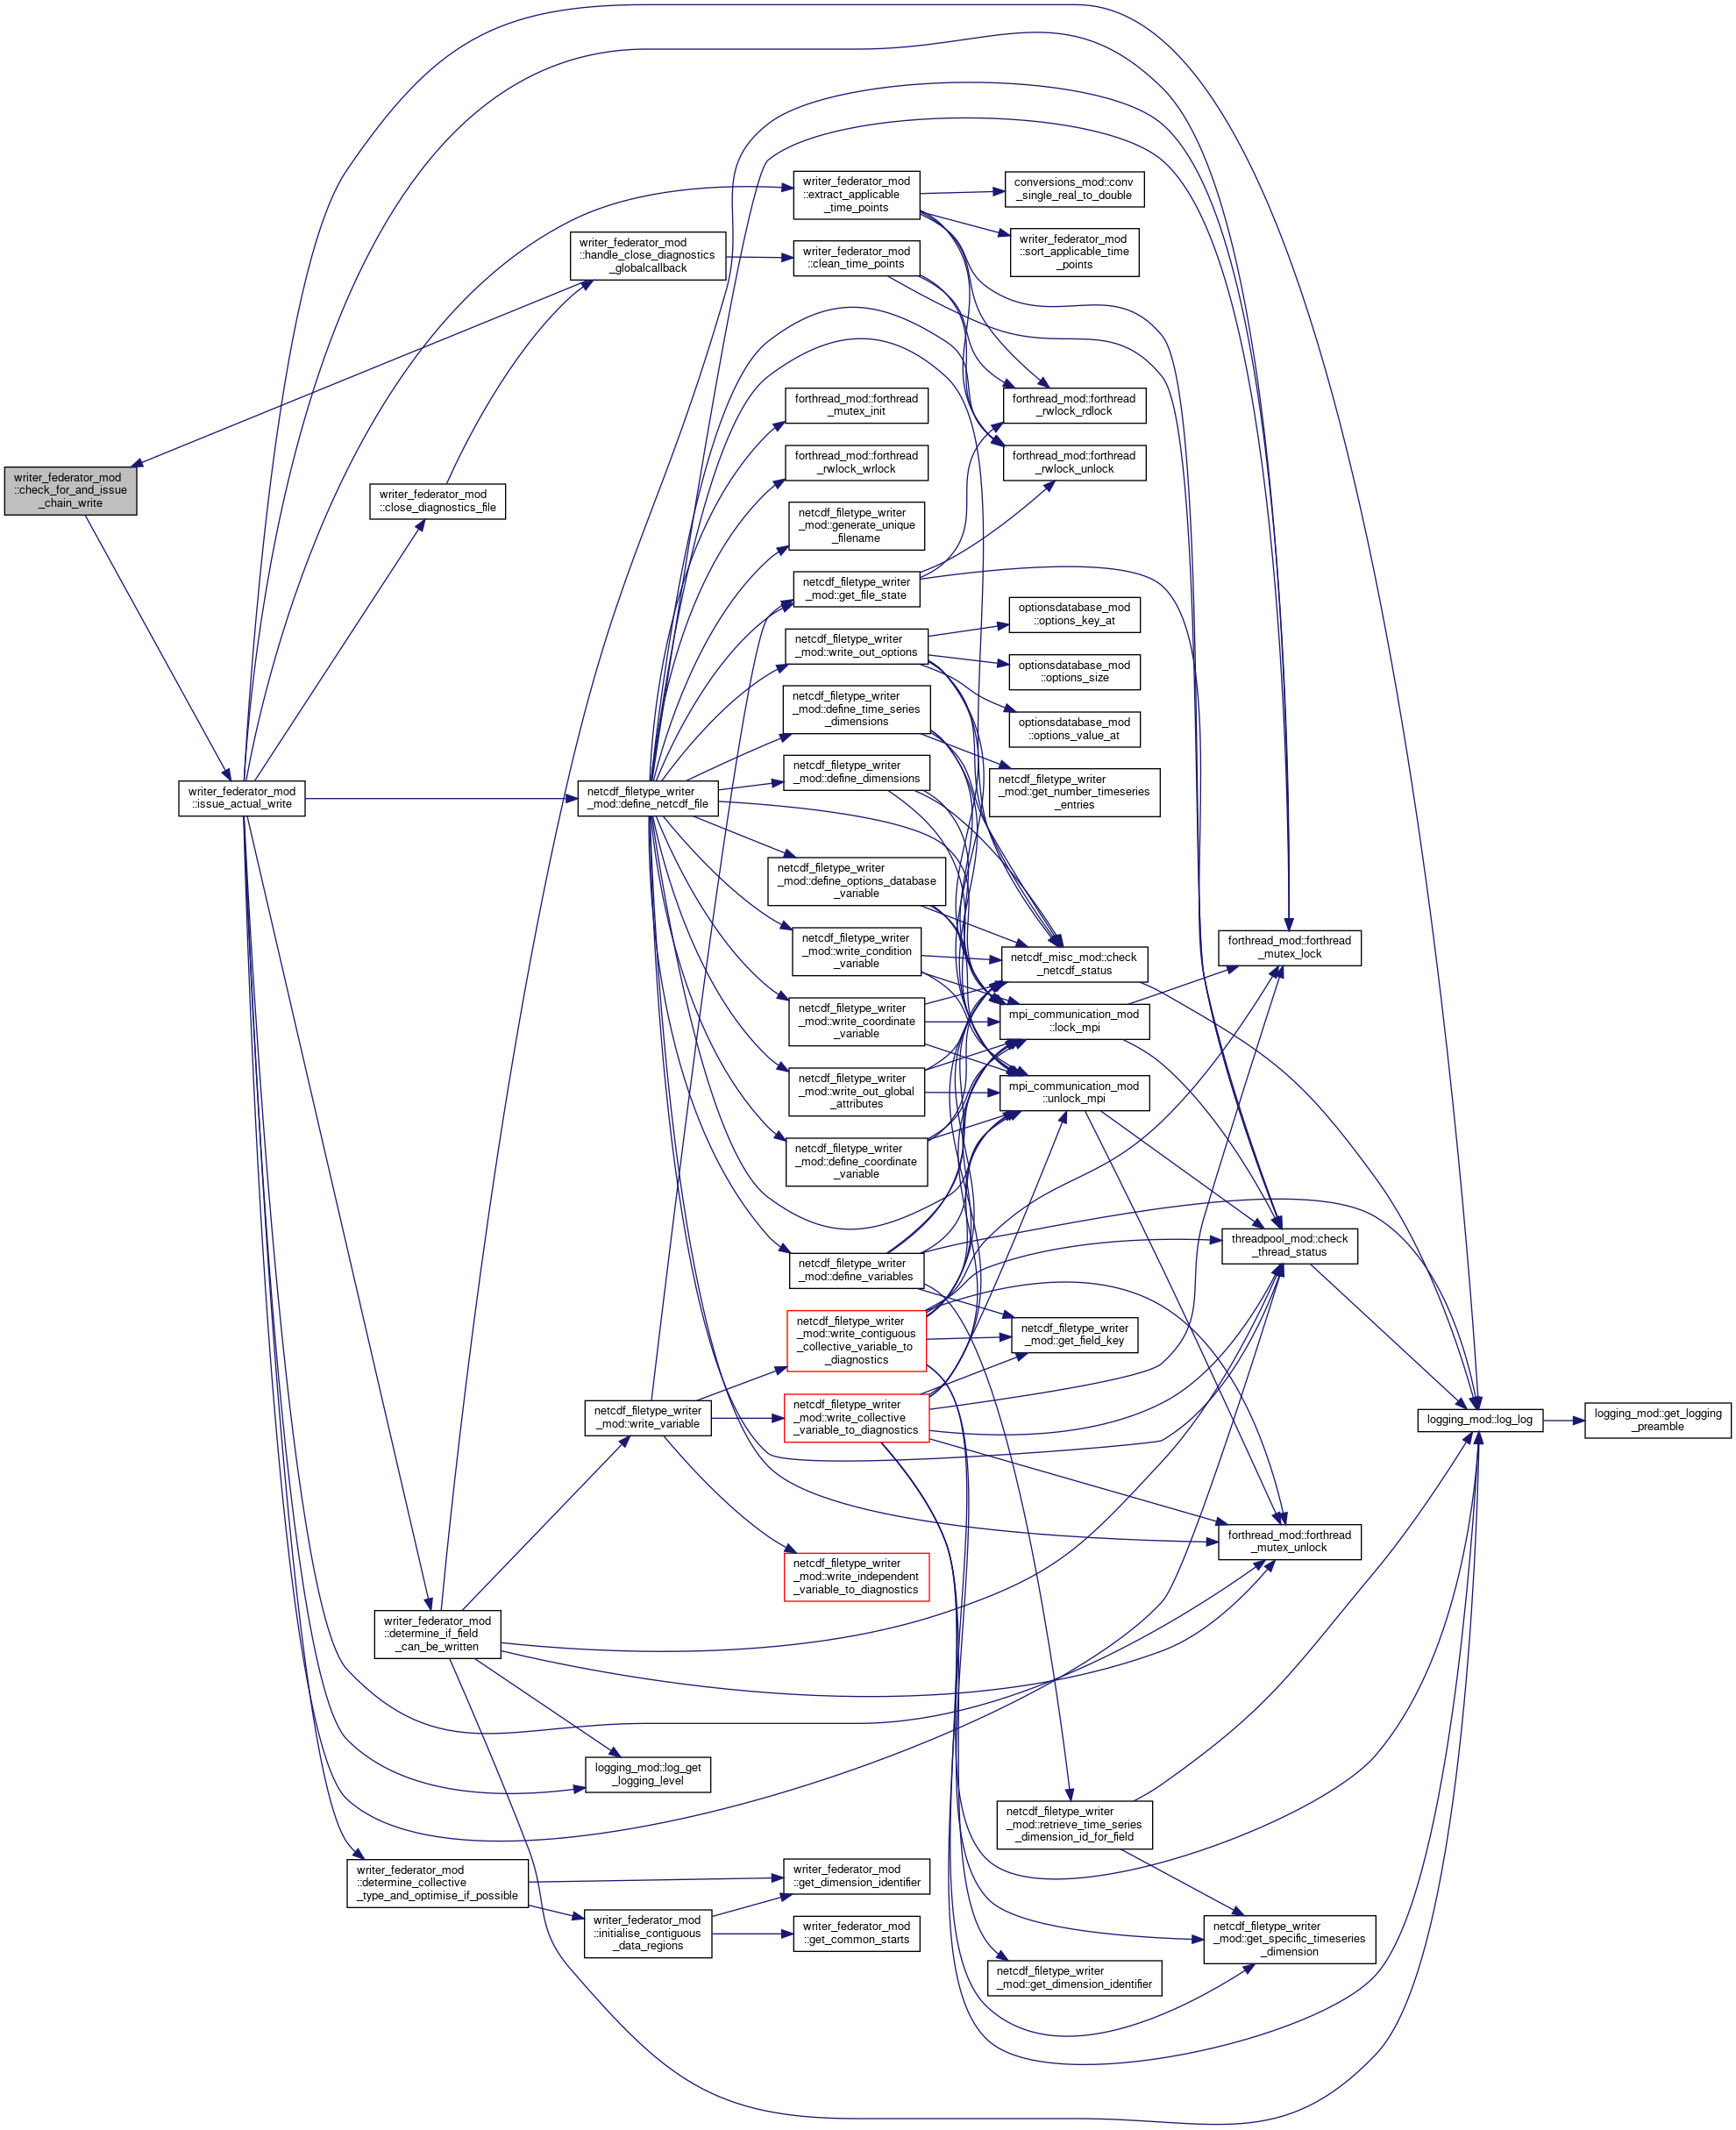 writer_federator_mod
::check_for_and_issue
_chain_write
writer_federator_mod
::issue_actual_write
writer_federator_mod
::close_diagnostics_file
writer_federator_mod
::determine_if_field
_can_be_written
writer_federator_mod
::determine_collective
_type_and_optimise_if_possible
writer_federator_mod
::handle_close_diagnostics
_globalcallback
netcdf_filetype_writer
_mod::define_netcdf_file
netcdf_filetype_writer
_mod::write_variable
logging_mod::log_get
_logging_level
writer_federator_mod
::initialise_contiguous
_data_regions
writer_federator_mod
::extract_applicable
_time_points
writer_federator_mod
::clean_time_points
forthread_mod::forthread
_mutex_init
forthread_mod::forthread
_rwlock_wrlock
netcdf_filetype_writer
_mod::generate_unique
_filename
netcdf_filetype_writer
_mod::get_file_state
netcdf_filetype_writer
_mod::write_out_options
netcdf_filetype_writer
_mod::define_time_series
_dimensions
netcdf_filetype_writer
_mod::define_dimensions
netcdf_filetype_writer
_mod::define_options_database
_variable
netcdf_filetype_writer
_mod::write_condition
_variable
netcdf_filetype_writer
_mod::write_coordinate
_variable
netcdf_filetype_writer
_mod::write_out_global
_attributes
netcdf_filetype_writer
_mod::define_coordinate
_variable
netcdf_filetype_writer
_mod::define_variables
netcdf_filetype_writer
_mod::write_contiguous
_collective_variable_to
_diagnostics
netcdf_filetype_writer
_mod::write_collective
_variable_to_diagnostics
netcdf_filetype_writer
_mod::write_independent
_variable_to_diagnostics
writer_federator_mod
::get_dimension_identifier
writer_federator_mod
::get_common_starts
conversions_mod::conv
_single_real_to_double
writer_federator_mod
::sort_applicable_time
_points
forthread_mod::forthread
_rwlock_rdlock
forthread_mod::forthread
_rwlock_unlock
optionsdatabase_mod
::options_key_at
optionsdatabase_mod
::options_size
optionsdatabase_mod
::options_value_at
netcdf_filetype_writer
_mod::get_number_timeseries
_entries
netcdf_misc_mod::check
_netcdf_status
mpi_communication_mod
::lock_mpi
mpi_communication_mod
::unlock_mpi
netcdf_filetype_writer
_mod::get_field_key
netcdf_filetype_writer
_mod::retrieve_time_series
_dimension_id_for_field
netcdf_filetype_writer
_mod::get_dimension_identifier
forthread_mod::forthread
_mutex_lock
threadpool_mod::check
_thread_status
forthread_mod::forthread
_mutex_unlock
netcdf_filetype_writer
_mod::get_specific_timeseries
_dimension
logging_mod::log_log
logging_mod::get_logging
_preamble